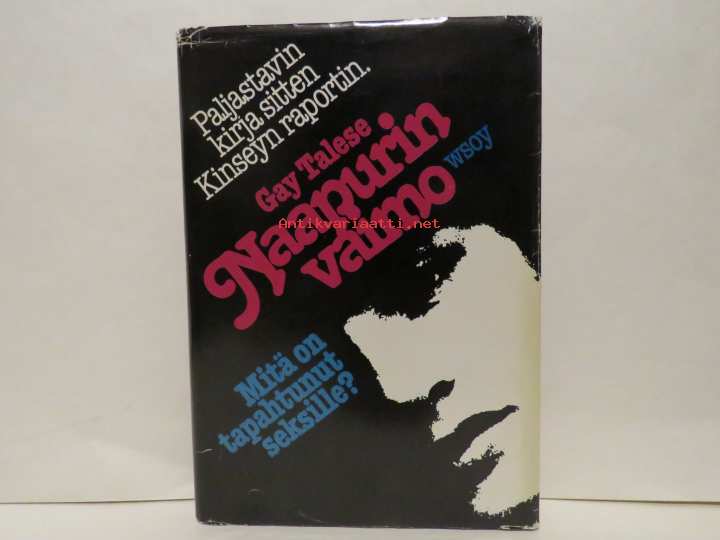 Paljastavin
kirja sitten
Kinseyn raportin.
Gay Talese
Naapurin
vaimo
wsoy
Antikvariaatti.net
Mitä on
tapahtunut
seksille?